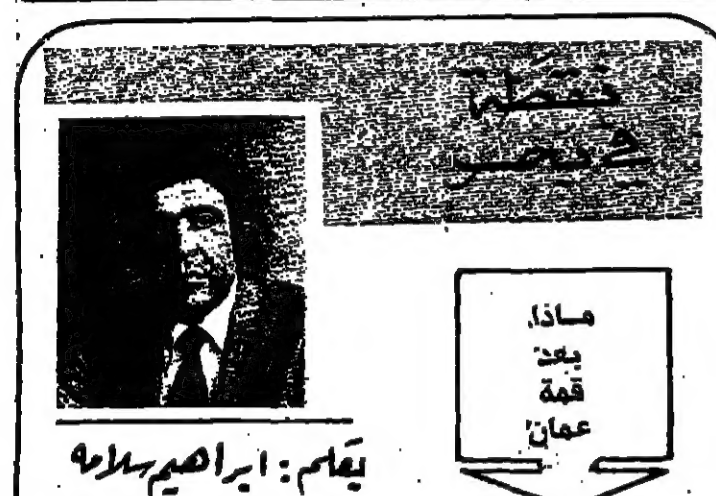 نقطة
في بحر
ماذا
بعد
قمة
عمان
بقلم : ابراهيم سلامه